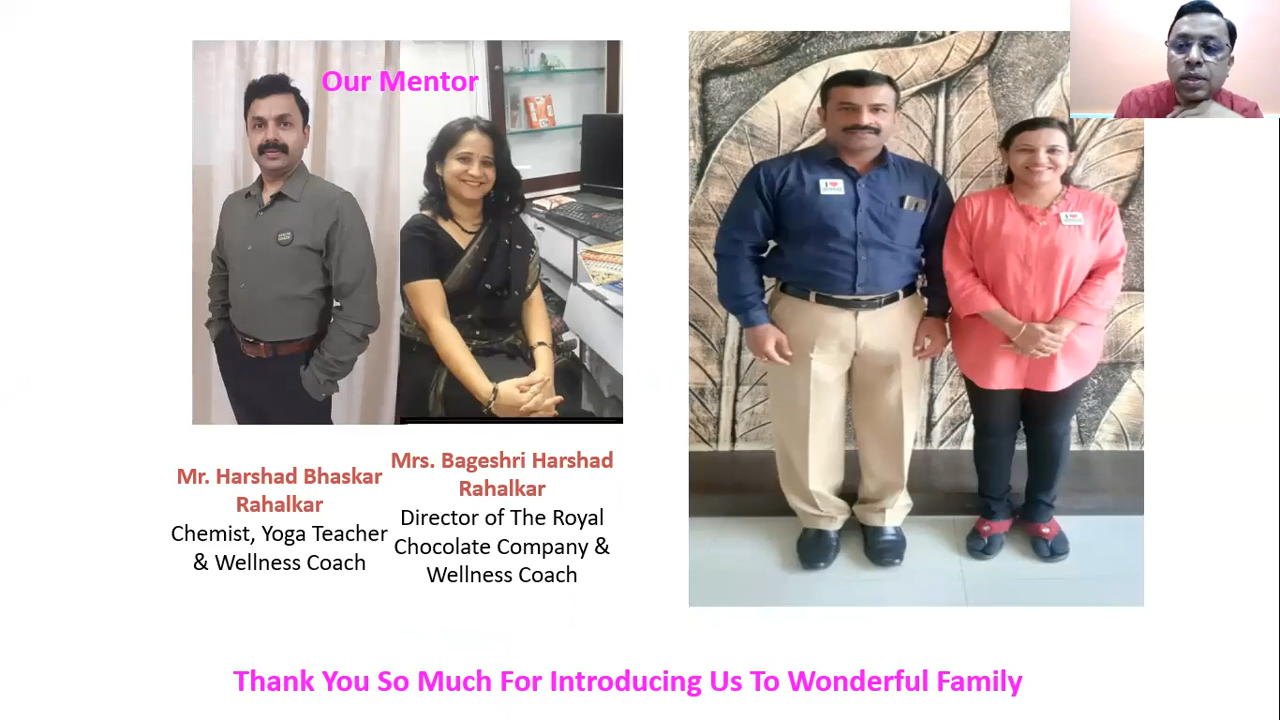 Our Mentor
Mr. Harshad Bhaskar
Rahalkar
Chemist, Yoga Teacher
& Wellness Coach
Mrs. Bageshri Harshad
Rahalkar
Director of The Royal
Chocolate Company &
Wellness Coach
Thank You So Much For Introducing Us To Wonderful Family